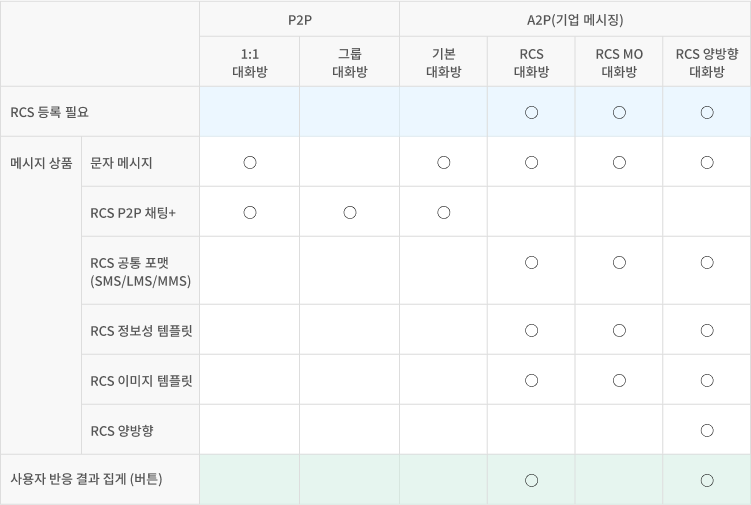 P2P
A2P(기업 메시징)
1:1
대화방
그룹
대화방
기본
대화방
RCS
대화방
RCS MO
대화방
RCS 양방향
대화방
RCS 등록 필요
○ ○ ○
메시지 상품
문자 메시지
○ ○ ○ ○ ○
RCS P2P 채팅+
○ ○ ○
RCS 공통 포맷
(SMS/LMS/MMS)
○ ○ ○
RCS 정보성 템플릿
○ ○ ○
RCS 이미지 템플릿
○ ○ ○
RCS 양방향
○
사용자 반응 결과 집게 (버튼)
○ ○